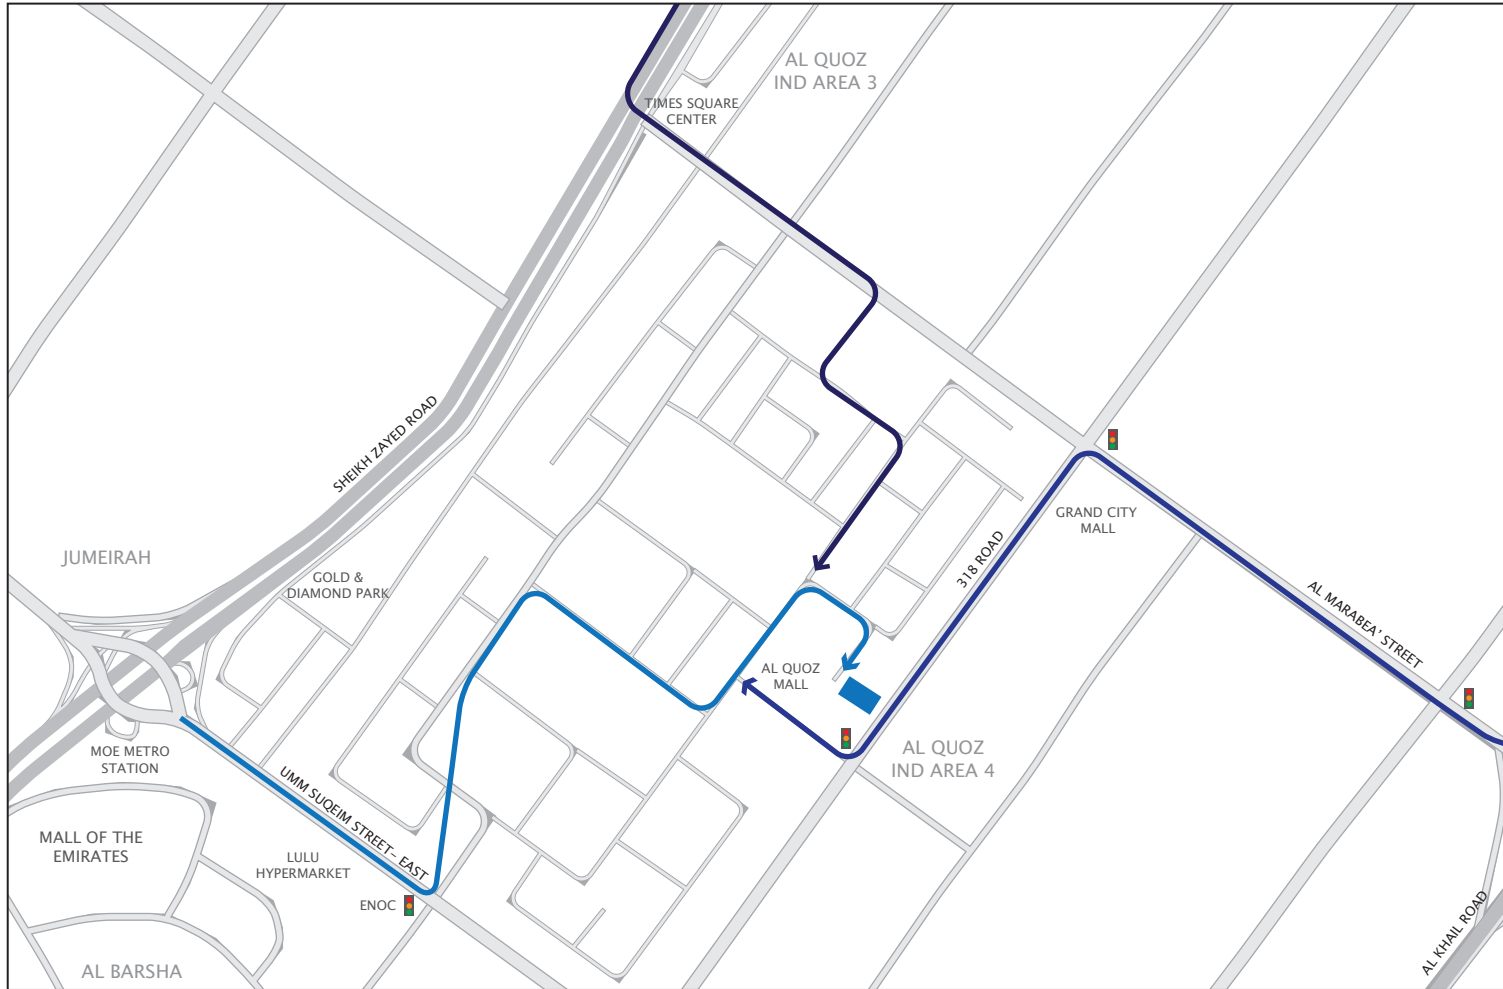 AL QUOZ
IND AREA 3
TIMES SQUARE
CENTER
SHEIKH ZAYED ROAD
GRAND CITY
MALL
318 ROAD
JUMEIRAH
GOLD &
DIAMOND PARK
AL MARABEA' STREET
AL QUOZ
MALL
AL QUOZ
IND AREA 4
MOE METRO
STATION
UMM SUQEIM STREET- EAST
MALL OF THE
EMIRATES
LULU
HYPERMARKET
ENOC
AL KHAIL ROAD
AL BARSHA